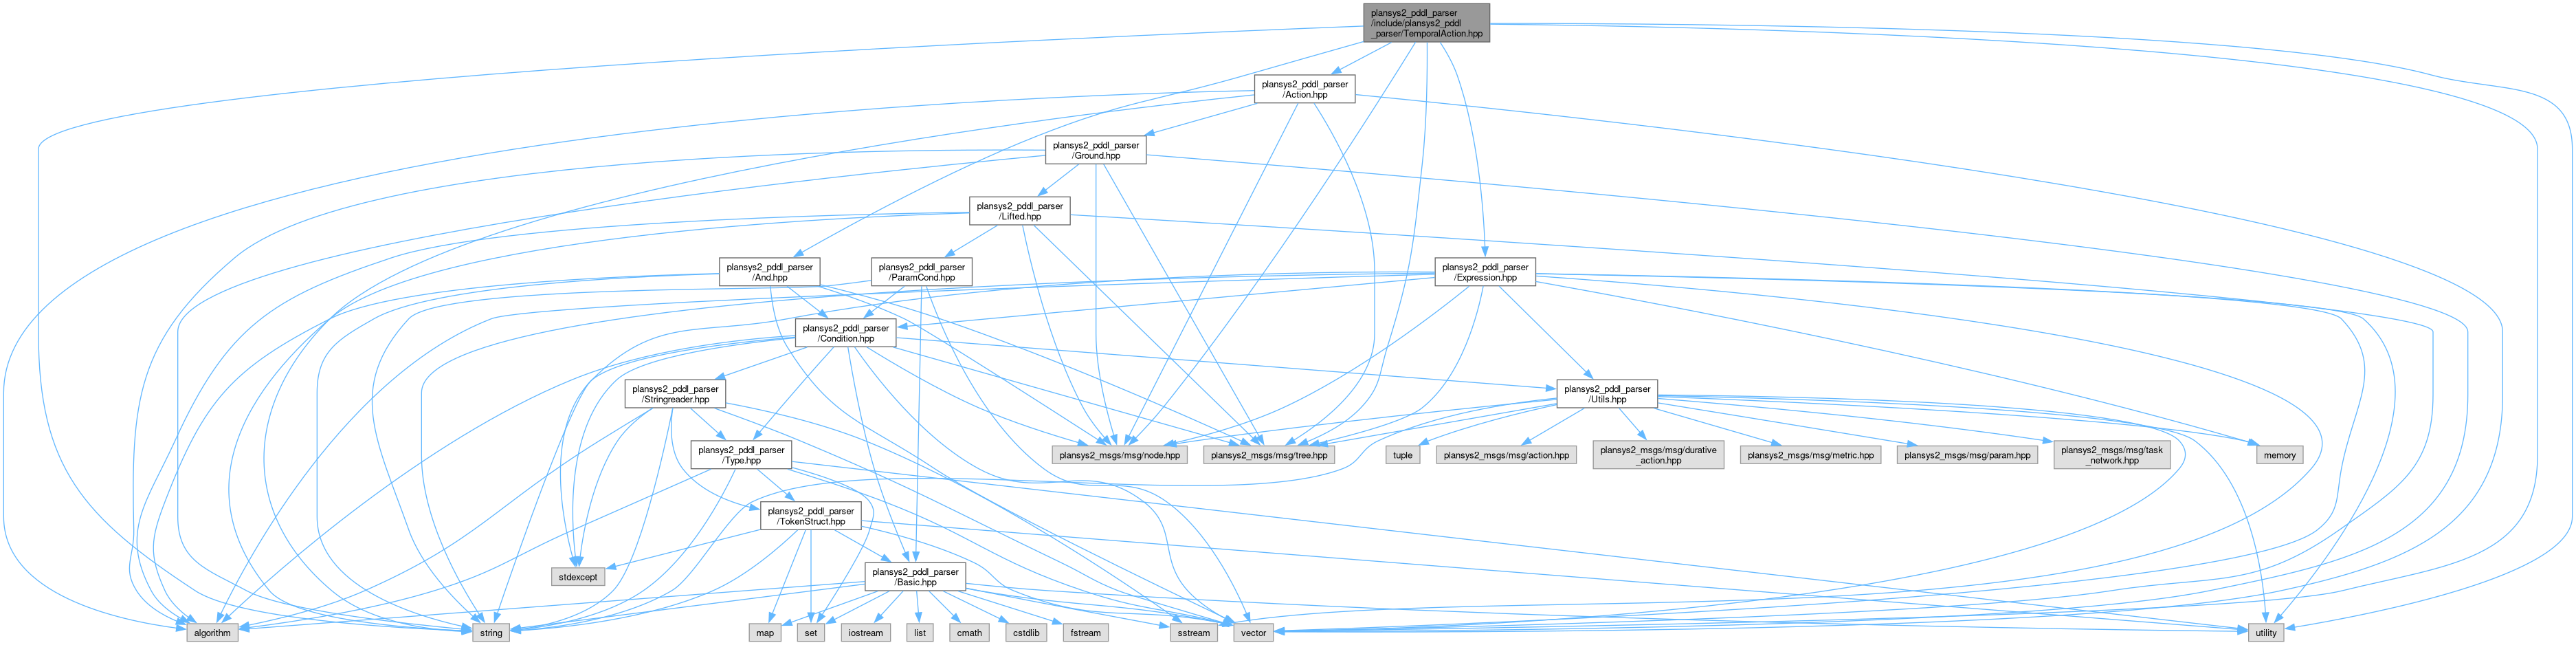 plansys2_pddl_parser
/include/plansys2_pddl
_parser/TemporalAction.hpp
plansys2_pddl_parser
/Action.hpp
plansys2_pddl_parser
/Ground.hpp
plansys2_pddl_parser
/Lifted.hpp
plansys2_pddl_parser
/And.hpp
plansys2_pddl_parser
/ParamCond.hpp
plansys2_pddl_parser
/Expression.hpp
plansys2_pddl_parser
/Condition.hpp
plansys2_pddl_parser
/Stringreader.hpp
plansys2_pddl_parser
/Utils.hpp
plansys2_pddl_parser
/Type.hpp
plansys2_msgs/msg/node.hpp
plansys2_msgs/msg/tree.hpp
tuple
plansys2_msgs/msg/action.hpp
plansys2_msgs/msg/durative
_action.hpp
plansys2_msgs/msg/metric.hpp
plansys2_msgs/msg/param.hpp
plansys2_msgs/msg/task
_network.hpp
memory
plansys2_pddl_parser
/TokenStruct.hpp
stdexcept
plansys2_pddl_parser
/Basic.hpp
algorithm
string
map
set
iostream
list
cmath
cstdlib
fstream
sstream
vector
utility